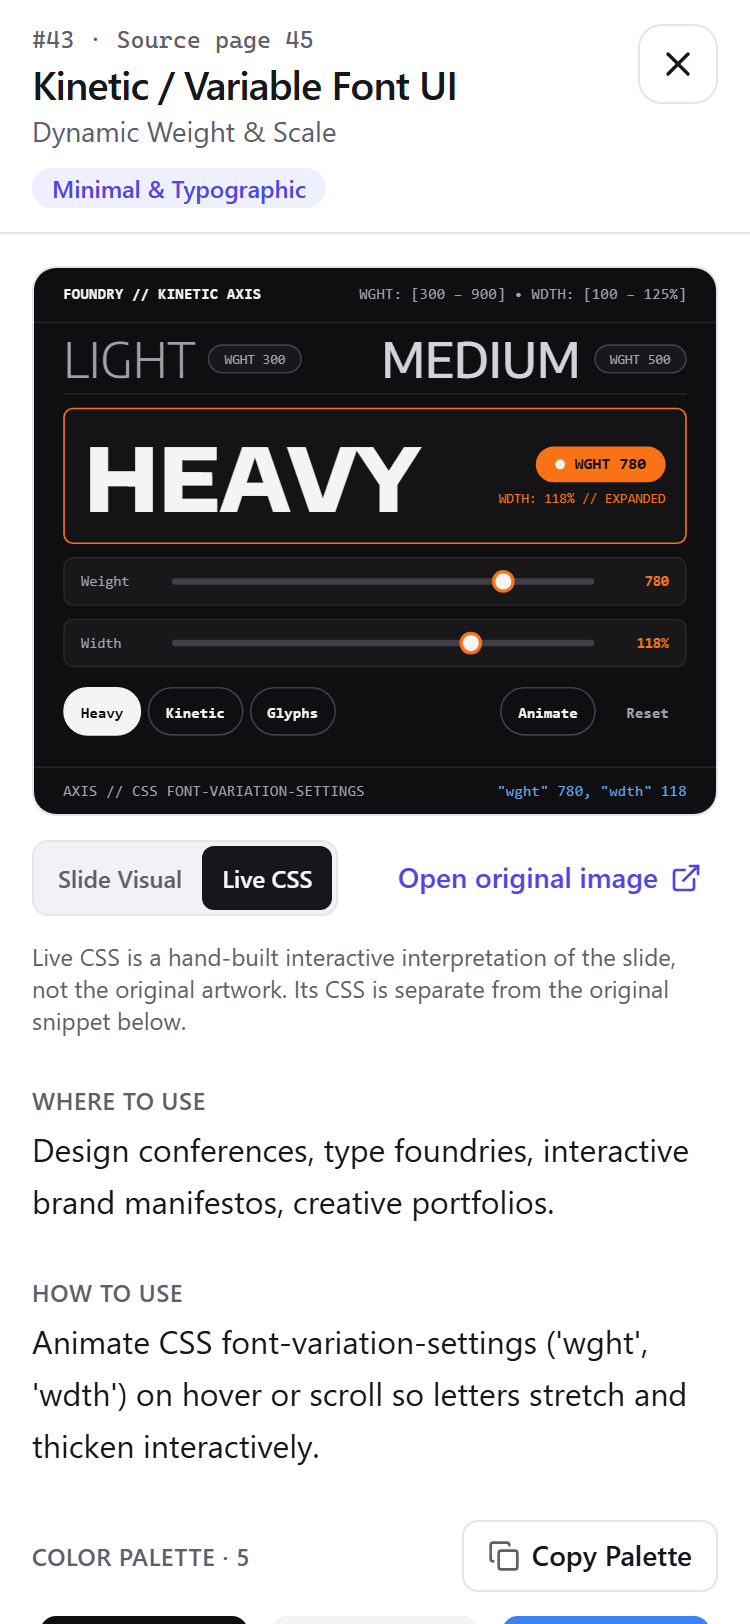 #43 · Source page 45
Kinetic / Variable Font UI
Dynamic Weight & Scale
Minimal & Typographic
FOUNDRY // KINETIC AXIS
WGHT: [300 – 900] • WDTH: [100 – 125%]
LIGHT WGHT 300
MEDIUM WGHT 500
HEAVY
WGHT 780
WDTH: 118% // EXPANDED
Weight 780
Width 118%
Heavy Kinetic Glyphs Animate Reset
AXIS // CSS FONT-VARIATION-SETTINGS
"wght" 780, "wdth" 118
Slide Visual Live CSS Open original image
Live CSS is a hand-built interactive interpretation of the slide,
not the original artwork. Its CSS is separate from the original
snippet below.
WHERE TO USE
Design conferences, type foundries, interactive
brand manifestos, creative portfolios.
HOW TO USE
Animate CSS font-variation-settings ('wght',
'wdth') on hover or scroll so letters stretch and
thicken interactively.
COLOR PALETTE · 5 Copy Palette